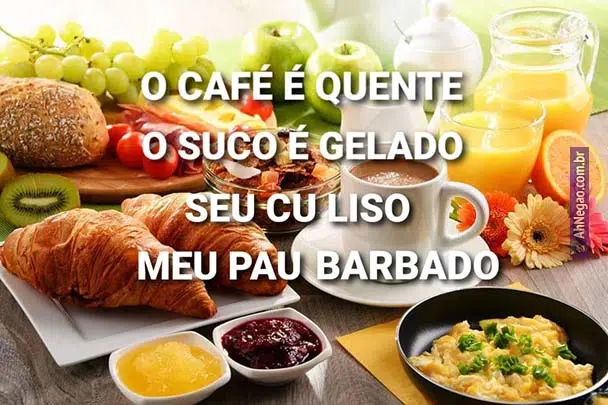 O CAFÉ É QUENTE
O SUCO É GELADO
SEU CU LISO
MEU PAU BARBADO
AhNegao.com.br